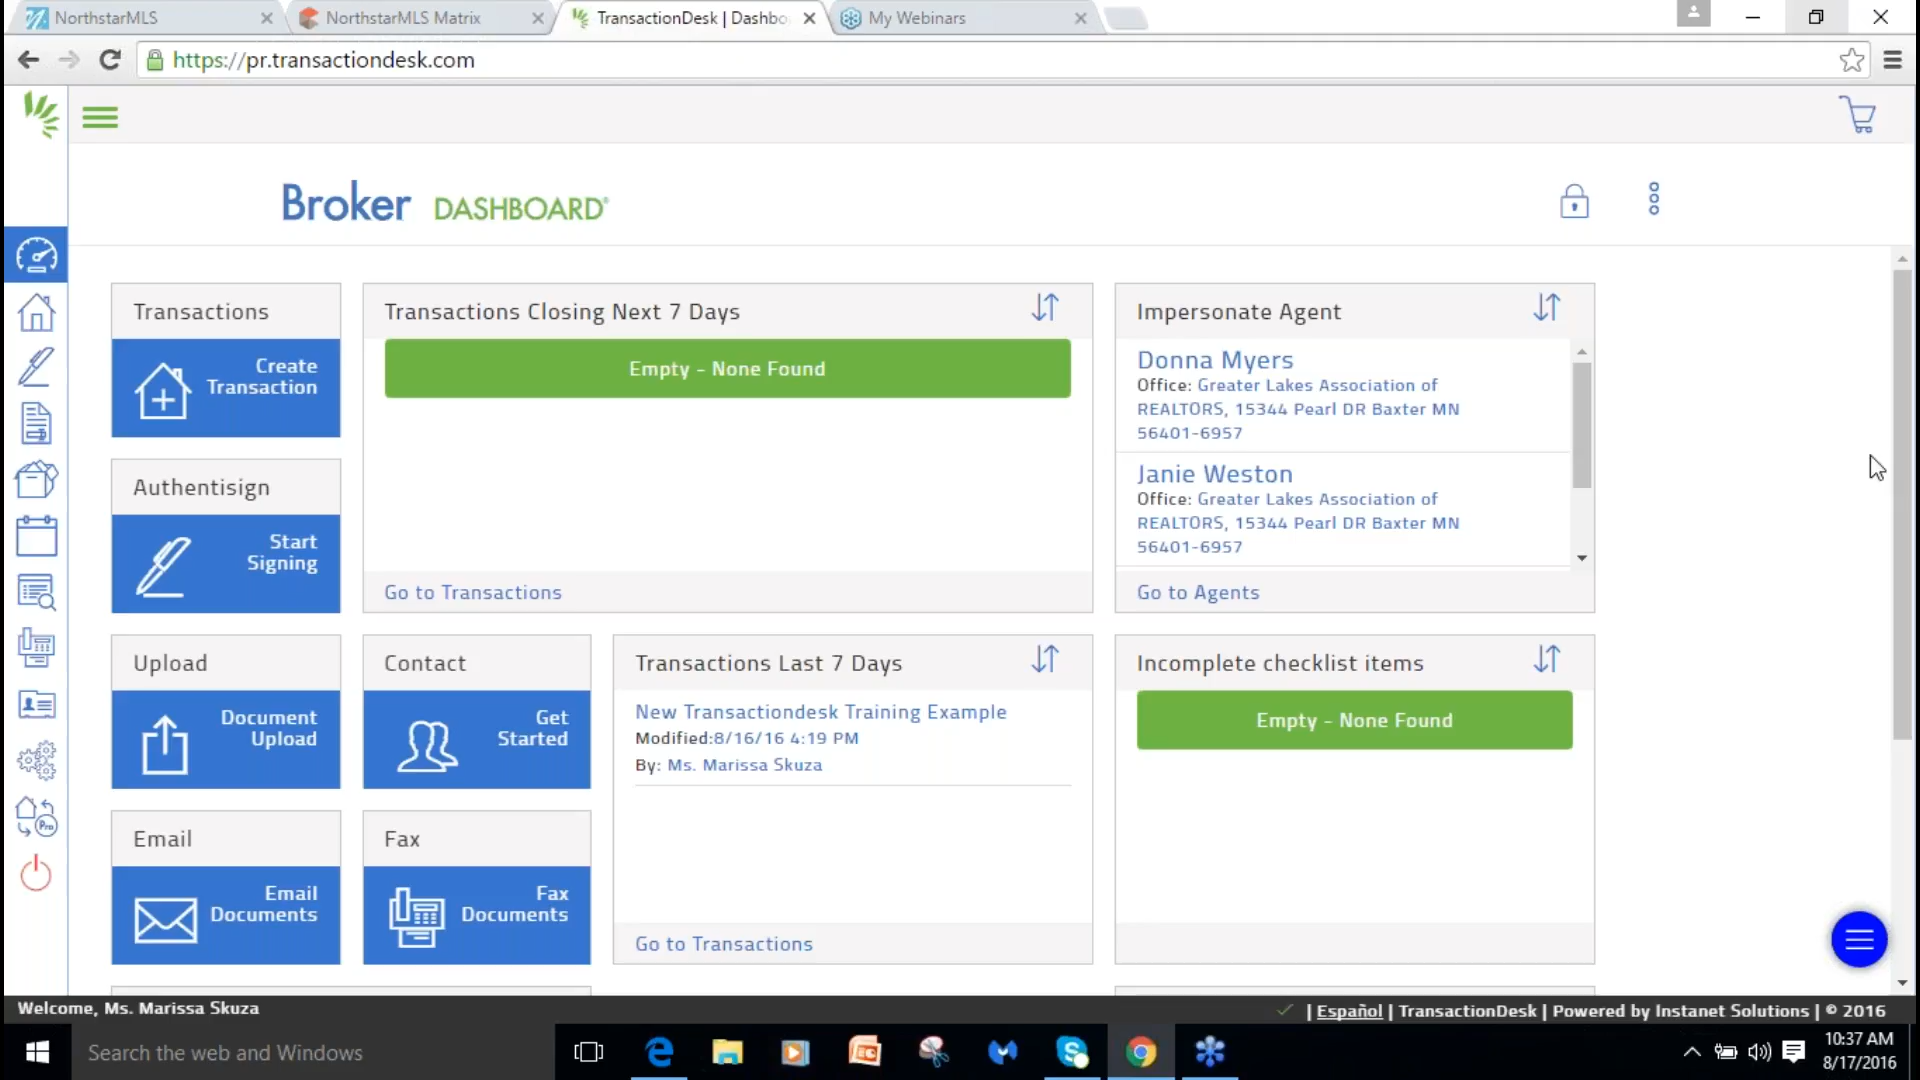 NorthstarMLS
NorthstarMLS Matrix
TransactionDesk | Dashbo
My Webinars
https://pr.transactiondesk.com
Broker DASHBOARD
Transactions
Create
Transaction
Transactions Closing Next 7 Days
Empty - None Found
Go to Transactions
Impersonate Agent
Donna Myers
Office: Greater Lakes Association of
REALTORS, 15344 Pearl DR Baxter MN
56401-6957
Janie Weston
Office: Greater Lakes Association of
REALTORS, 15344 Pearl DR Baxter MN
56401-6957
Go to Agents
Authentisign
Start
Signing
Upload
Document
Upload
Contact
Get
Started
Transactions Last 7 Days
New Transactiondesk Training Example
Modified:8/16/16 4:19 PM
By: Ms. Marissa Skuza
Go to Transactions
Incomplete checklist items
Empty - None Found
Email
Email
Documents
Fax
Fax
Documents
Pro
Welcome, Ms. Marissa Skuza
| Español | TransactionDesk | Powered by Instanet Solutions | © 2016
Search the web and Windows
10:37 AM
8/17/2016